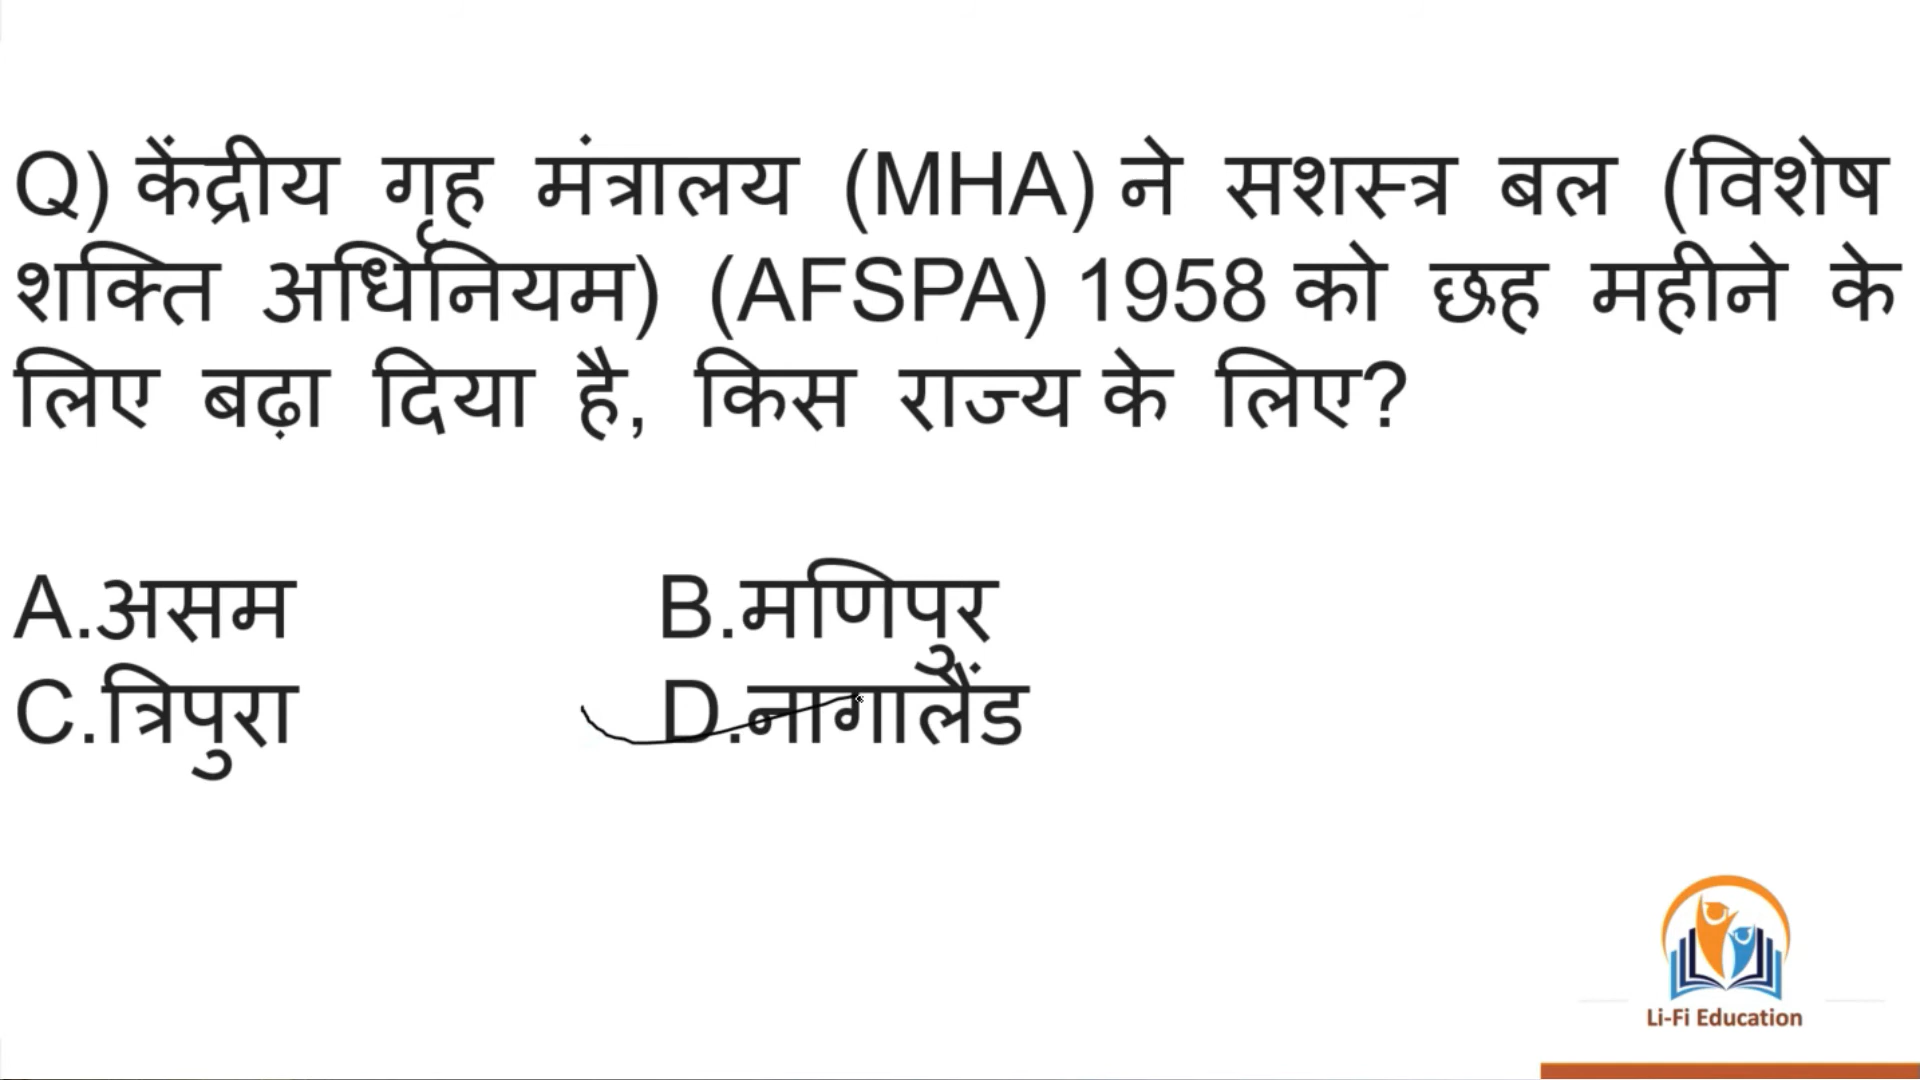 Q) केंद्रीय गृह मंत्रालय (MHA) ने सशस्त्र बल (विशेष
शक्ति अधिनियम) (AFSPA) 1958 को छह महीने के
लिए बढ़ा दिया है, किस राज्य के लिए?
A.असम B.मणिपुर
C.त्रिपुरा D.नागालैंड
Li-Fi Education